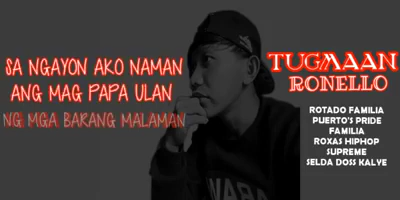 SA NGAYON AKO NAMAN
ANG MAG PAPA ULAN
NG MGA BARANG MALAMAN
TUGMAAN
RONELLO
ROTADO FAMILIA
PUERTO'S PRIDE
FAMILIA
ROXAS HIPHOP
SUPREME
SELDA DOSS KALYE